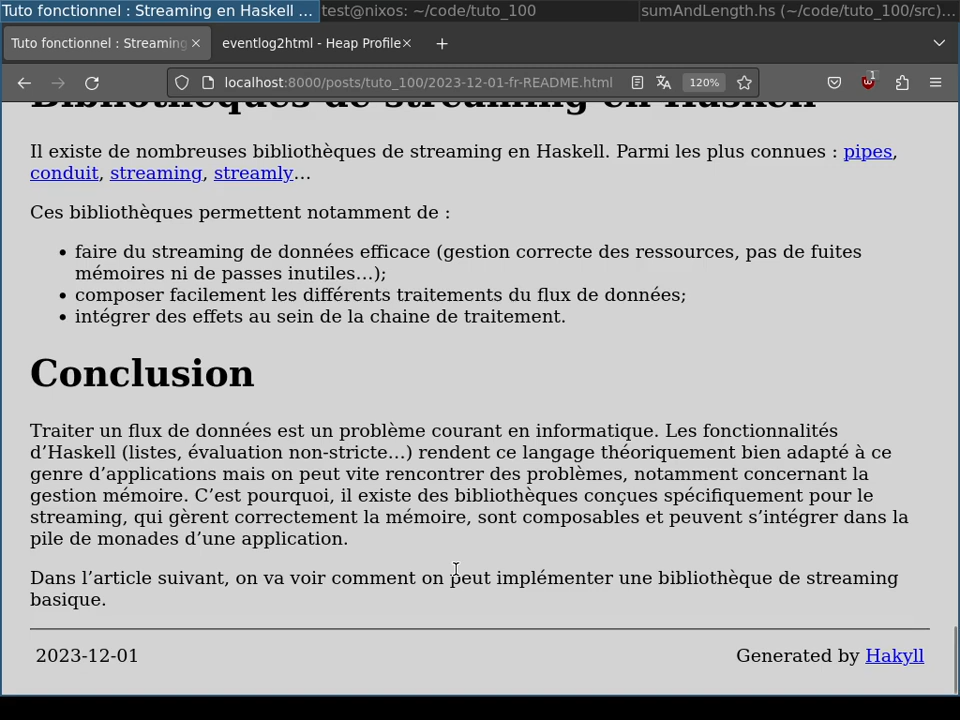 Tuto fonctionnel : Streaming en Haskell ... test@nixos: ~/code/tuto_100 sumAndLength.hs (~/code/tuto_100/src)...
Tuto fonctionnel : Streaming eventlog2html - Heap Profile
localhost:8000/posts/tuto_100/2023-12-01-fr-README.html 120% 1
Bibliothèques de streaming en Haskell
Il existe de nombreuses bibliothèques de streaming en Haskell. Parmi les plus connues : pipes,
conduit, streaming, streamly…
Ces bibliothèques permettent notamment de :
• faire du streaming de données efficace (gestion correcte des ressources, pas de fuites
mémoires ni de passes inutiles…);
• composer facilement les différents traitements du flux de données;
• intégrer des effets au sein de la chaine de traitement.
Conclusion
Traiter un flux de données est un problème courant en informatique. Les fonctionnalités
d’Haskell (listes, évaluation non-stricte…) rendent ce langage théoriquement bien adapté à ce
genre d’applications mais on peut vite rencontrer des problèmes, notamment concernant la
gestion mémoire. C’est pourquoi, il existe des bibliothèques conçues spécifiquement pour le
streaming, qui gèrent correctement la mémoire, sont composables et peuvent s’intégrer dans la
pile de monades d’une application.
Dans l’article suivant, on va voir comment on peut implémenter une bibliothèque de streaming
basique.
2023-12-01 Generated by Hakyll